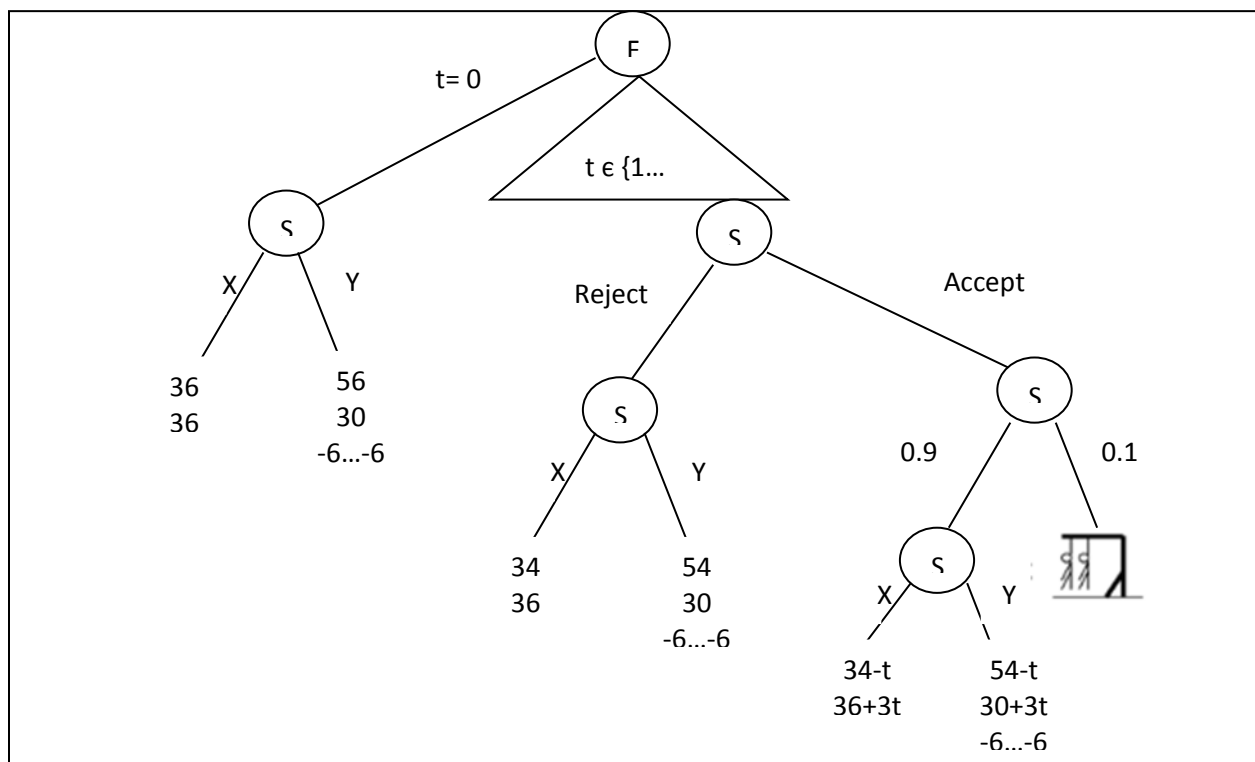 F
t= 0
t є {1...
S
S
X
Y
Reject
Accept
36
36
56
30
-6...-6
S
S
0.9
0.1
X
Y
34
36
54
30
-6...-6
S
X
Y
34-t
36+3t
54-t
30+3t
-6...-6